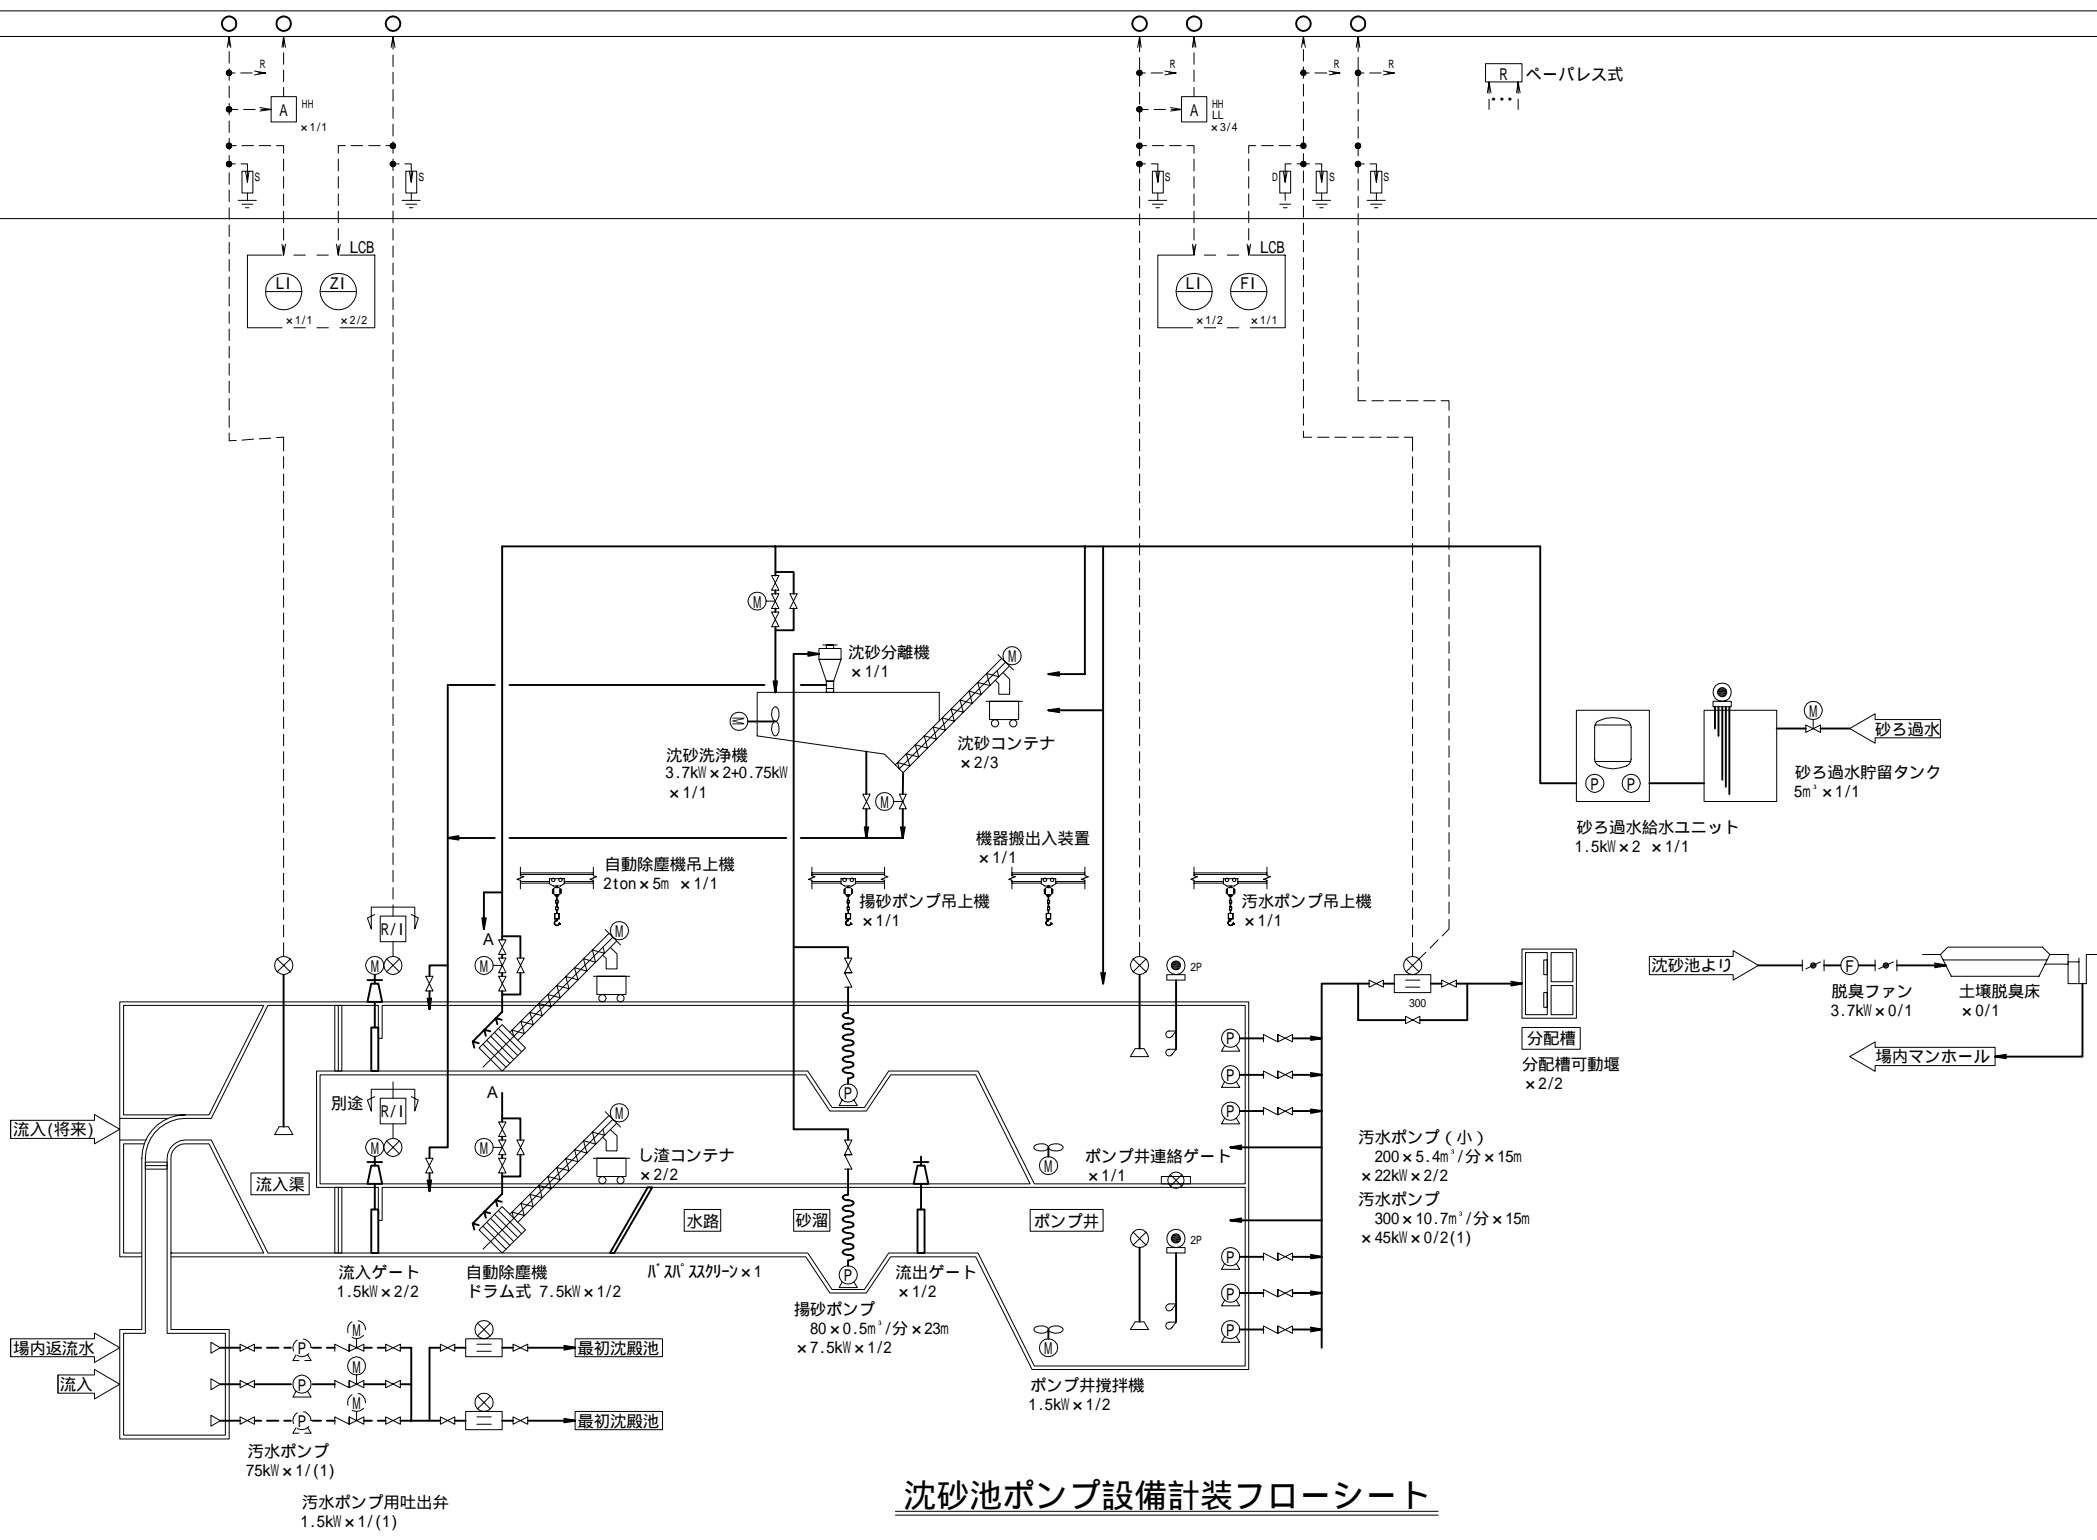 R
R
R
R
R ペーパレス式
A HH
×1/1
A HH
LL
×3/4
S
S
S
D
S
S
LCB
LI
ZI
×1/1
×2/2
LCB
LI
FI
×1/2
×1/1
M
沈砂分離機
×1/1
M
M
沈砂洗浄機
3.7kW×2+0.75kW
×1/1
沈砂コンテナ
×2/3
M
M
砂ろ過水
砂ろ過水貯留タンク
5m³×1/1
P
P
砂ろ過水給水ユニット
1.5kW×2 ×1/1
自動除塵機吊上機
2ton×5m ×1/1
揚砂ポンプ吊上機
×1/1
機器搬出入装置
×1/1
汚水ポンプ吊上機
×1/1
R/I
M
A
M
M
2P
300
分配槽
分配槽可動堰
×2/2
沈砂池より
F
脱臭ファン
3.7kW×0/1
土壌脱臭床
×0/1
場内マンホール
P
P
P
P
流入(将来)
流入渠
別途
R/I
M
A
M
M
し渣コンテナ
×2/2
水路
砂溜
ポンプ井
M
ポンプ井連絡ゲート
×1/1
汚水ポンプ(小)
200×5.4m³/分×15m
×22kW×2/2
汚水ポンプ
300×10.7m³/分×15m
×45kW×0/2(1)
2P
P
P
P
P
M
流入ゲート
1.5kW×2/2
自動除塵機
ドラム式 7.5kW×1/2
バスパススクリーン×1
揚砂ポンプ
80×0.5m³/分×23m
×7.5kW×1/2
流出ゲート
×1/2
ポンプ井撹拌機
1.5kW×1/2
場内返流水
流入
P
M
P
M
P
M
最初沈殿池
最初沈殿池
汚水ポンプ
75kW×1/(1)
汚水ポンプ用吐出弁
1.5kW×1/(1)
沈砂池ポンプ設備計装フローシート